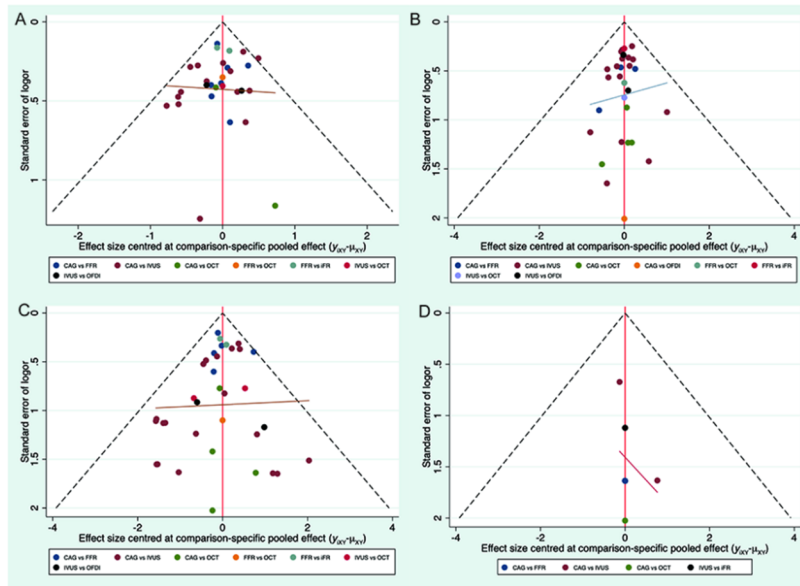 A
0
.5
1
Standard error of logor
-2
-1
0
1
2
Effect size centred at comparison-specific pooled effect (yiXY-μXY)
CAG vs FFR
CAG vs IVUS
CAG vs OCT
FFR vs OCT
FFR vs iFR
IVUS vs OCT
IVUS vs OFDI
B
0
.5
1
1.5
2
Standard error of logor
-4
-2
0
2
4
Effect size centred at comparison-specific pooled effect (yiXY-μXY)
CAG vs FFR
CAG vs IVUS
CAG vs OCT
CAG vs OFDI
FFR vs OCT
FFR vs iFR
IVUS vs OCT
IVUS vs OFDI
C
0
.5
1
1.5
2
Standard error of logor
-4
-2
0
2
4
Effect size centred at comparison-specific pooled effect (yiXY-μXY)
CAG vs FFR
CAG vs IVUS
CAG vs OCT
FFR vs OCT
FFR vs iFR
IVUS vs OCT
IVUS vs OFDI
D
0
.5
1
1.5
2
Standard error of logor
-4
-2
0
2
4
Effect size centred at comparison-specific pooled effect (yiXY-μXY)
CAG vs FFR
CAG vs IVUS
CAG vs OCT
IVUS vs iFR